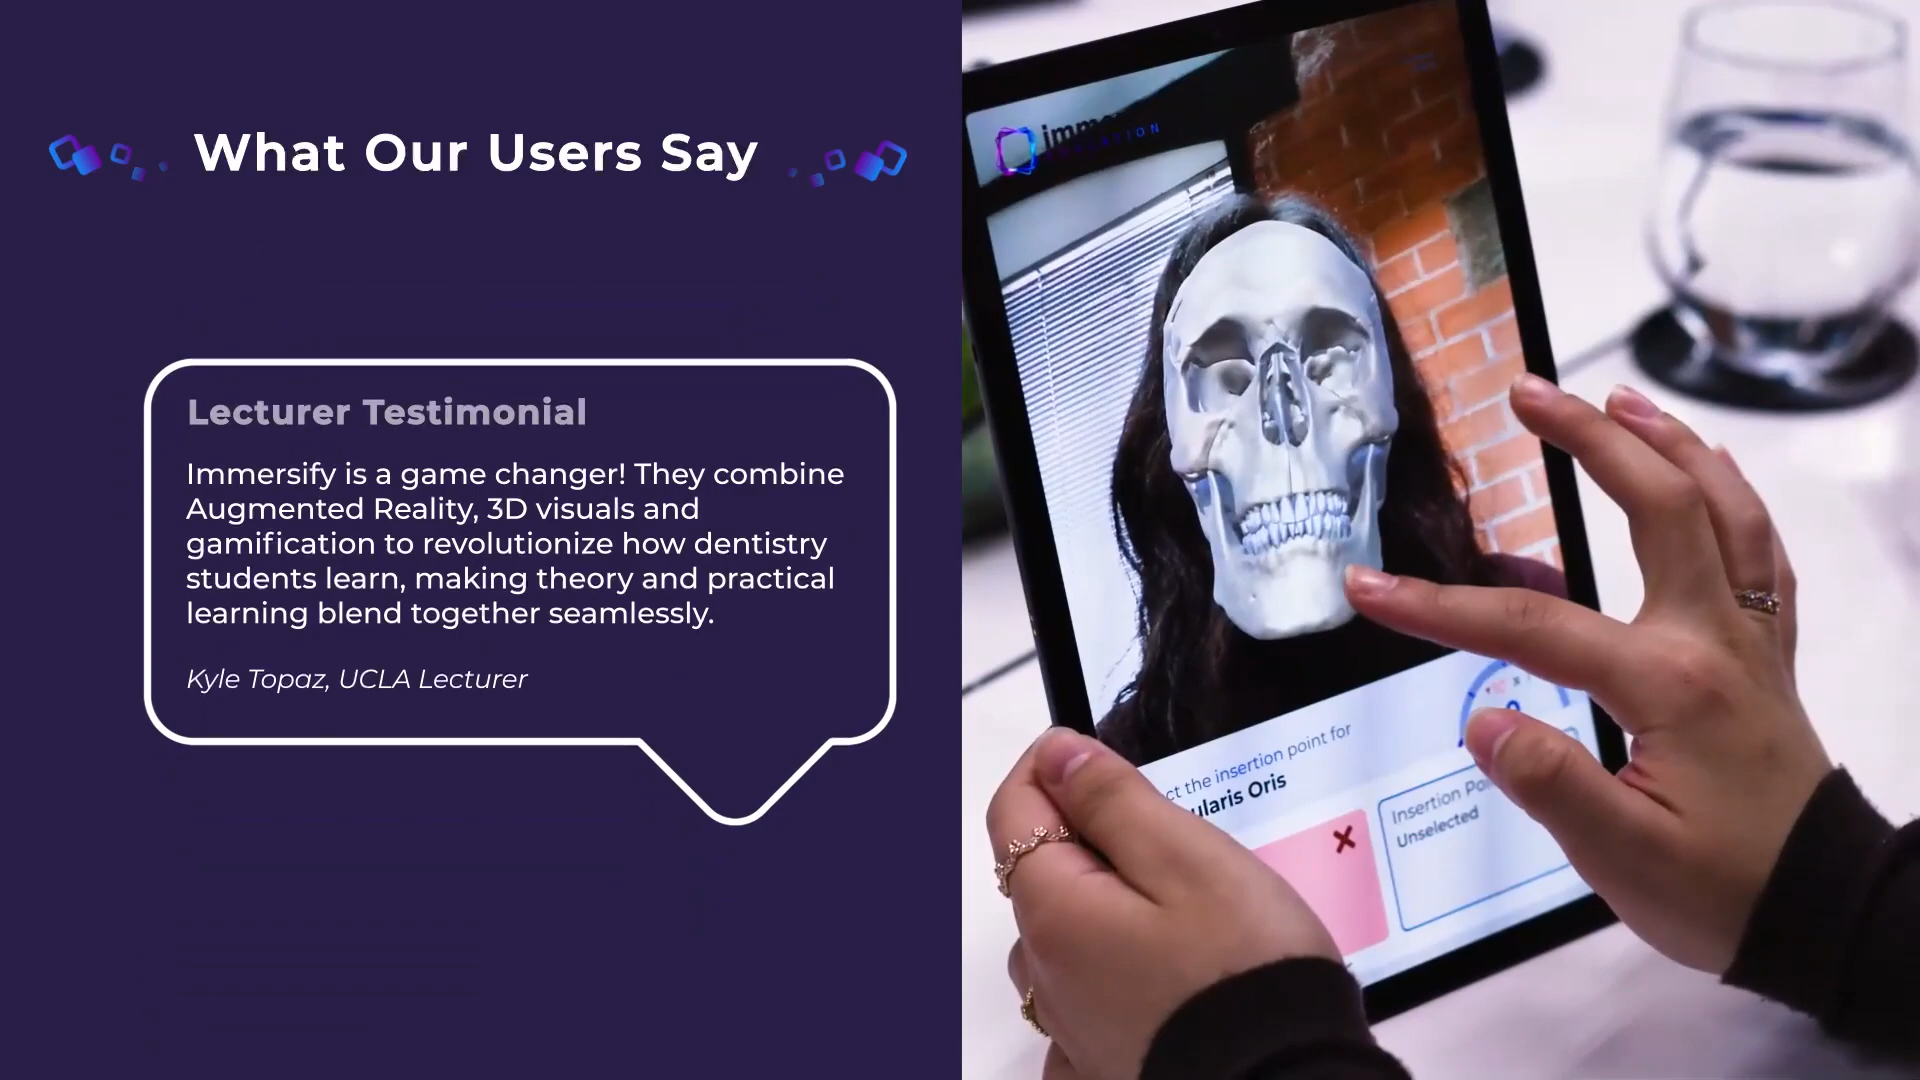 What Our Users Say
Lecturer Testimonial
Immersify is a game changer! They combine
Augmented Reality, 3D visuals and
gamification to revolutionize how dentistry
students learn, making theory and practical
learning blend together seamlessly.
Kyle Topaz, UCLA Lecturer
the insertion point for
Oris
Insertion
Unselected